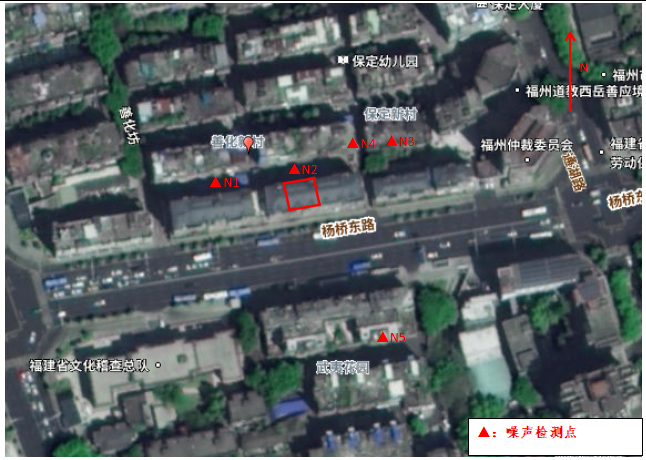 保定大厦
N
保定幼儿园
福州市
福州道教西岳善应境
保定新村
善化坊
善化新村
N4
N3
福州仲裁委员会
福建省
劳动保
N2
N1
杨桥东路
杨桥东
福建省文化稽查总队
N5
武夷花园
▲：噪声检测点